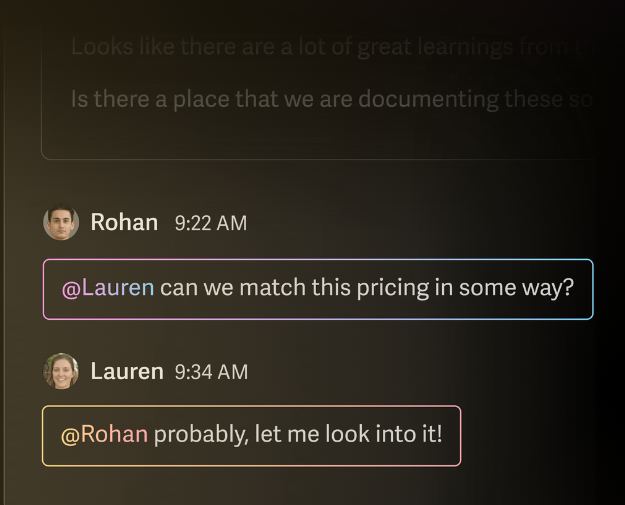 Looks like there are a lot of great learnings from
Is there a place that we are documenting these so
Rohan 9:22 AM
@Lauren can we match this pricing in some way?
Lauren 9:34 AM
@Rohan probably, let me look into it!